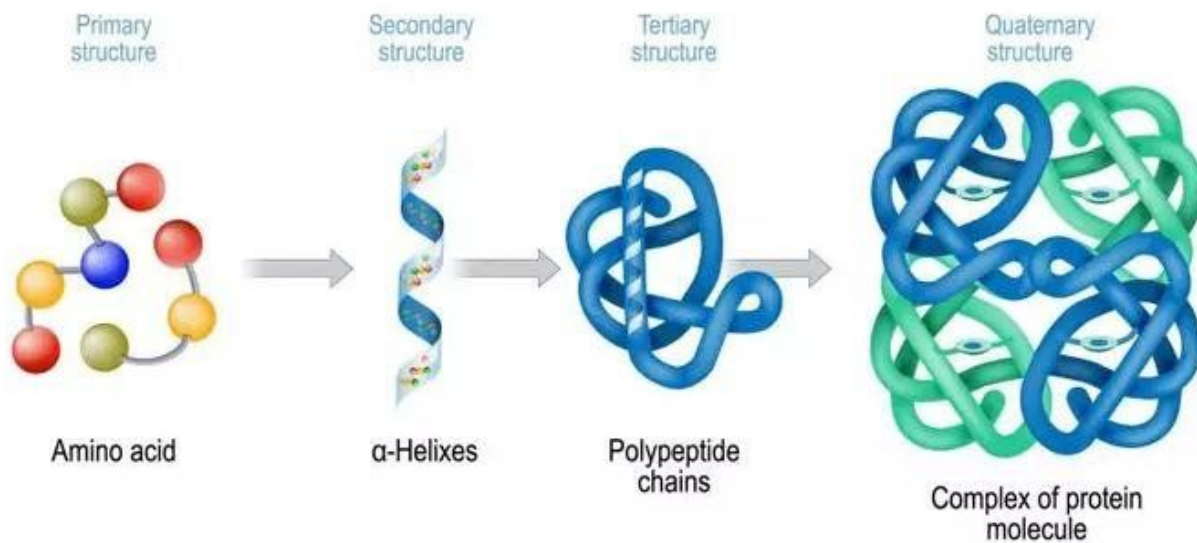 Primary
structure
Secondary
structure
Tertiary
structure
Quaternary
structure
Amino acid
α-Helixes
Polypeptide
chains
Complex of protein
molecule